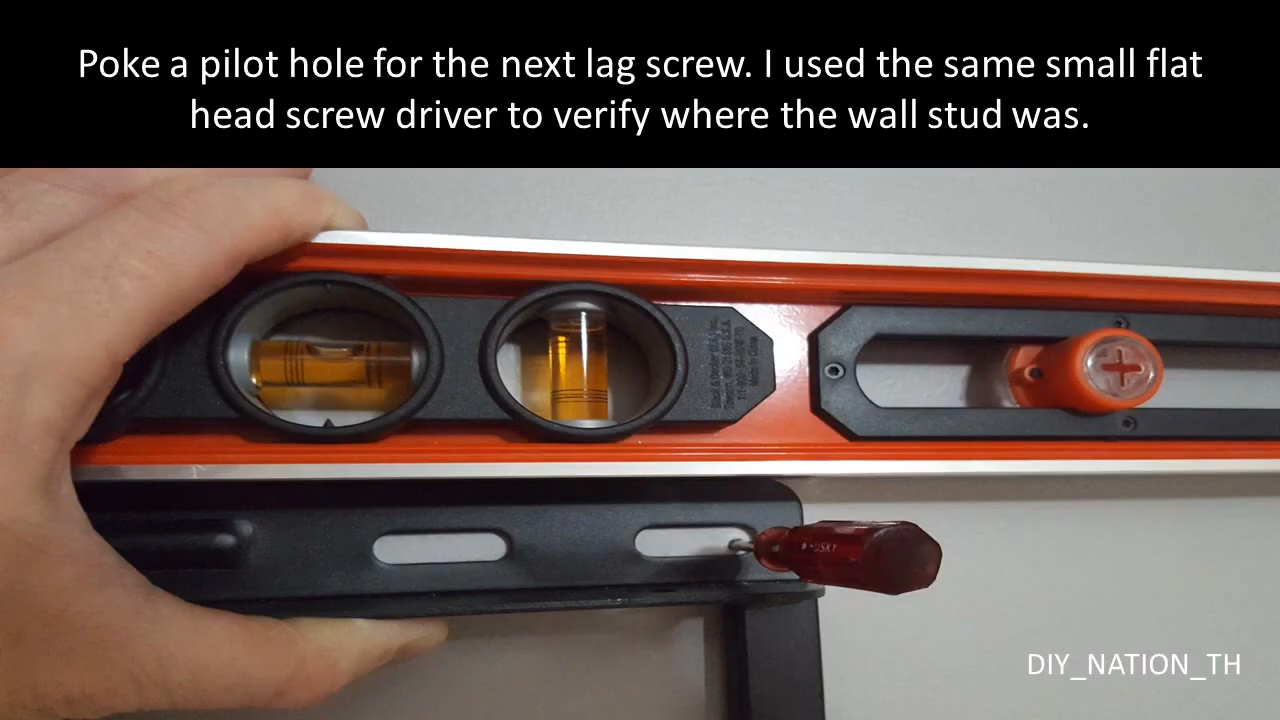 Poke a pilot hole for the next lag screw. I used the same small flat
head screw driver to verify where the wall stud was.
DIY_NATION_TH